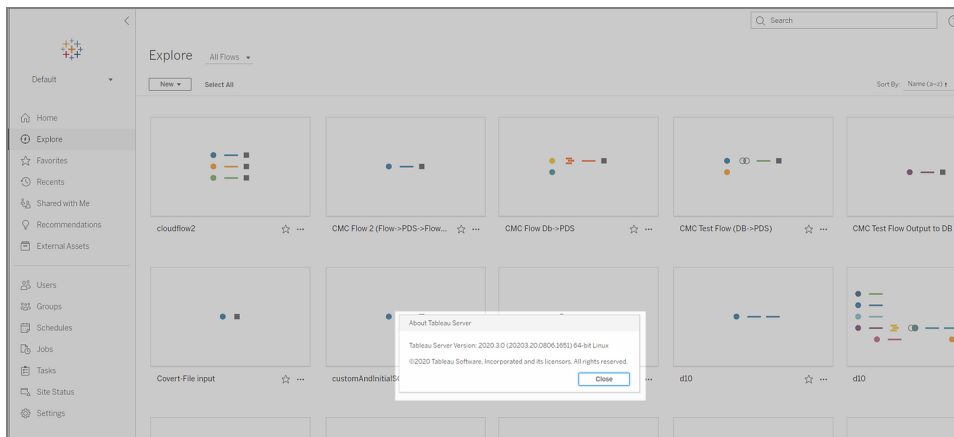 Search
Default
Home
Explore
Favorites
Recents
Shared with Me
Recommendations
External Assets
Users
Groups
Schedules
Jobs
Tasks
Site Status
Settings
Explore
All Flows
New
Select All
Sort By: Name (a–z)
cloudflow2
CMC Flow 2 (Flow->PDS->Flow...
CMC Flow Db->PDS
CMC Test Flow (DB->PDS)
CMC Test Flow Output to DB
Covert-File input
customAndInitialSQ
d10
d10
About Tableau Server
Tableau Server Version: 2020.3.0 (20203.20.0806.1651) 64-bit Linux
©2020 Tableau Software, Incorporated and its licensors. All rights reserved.
Close